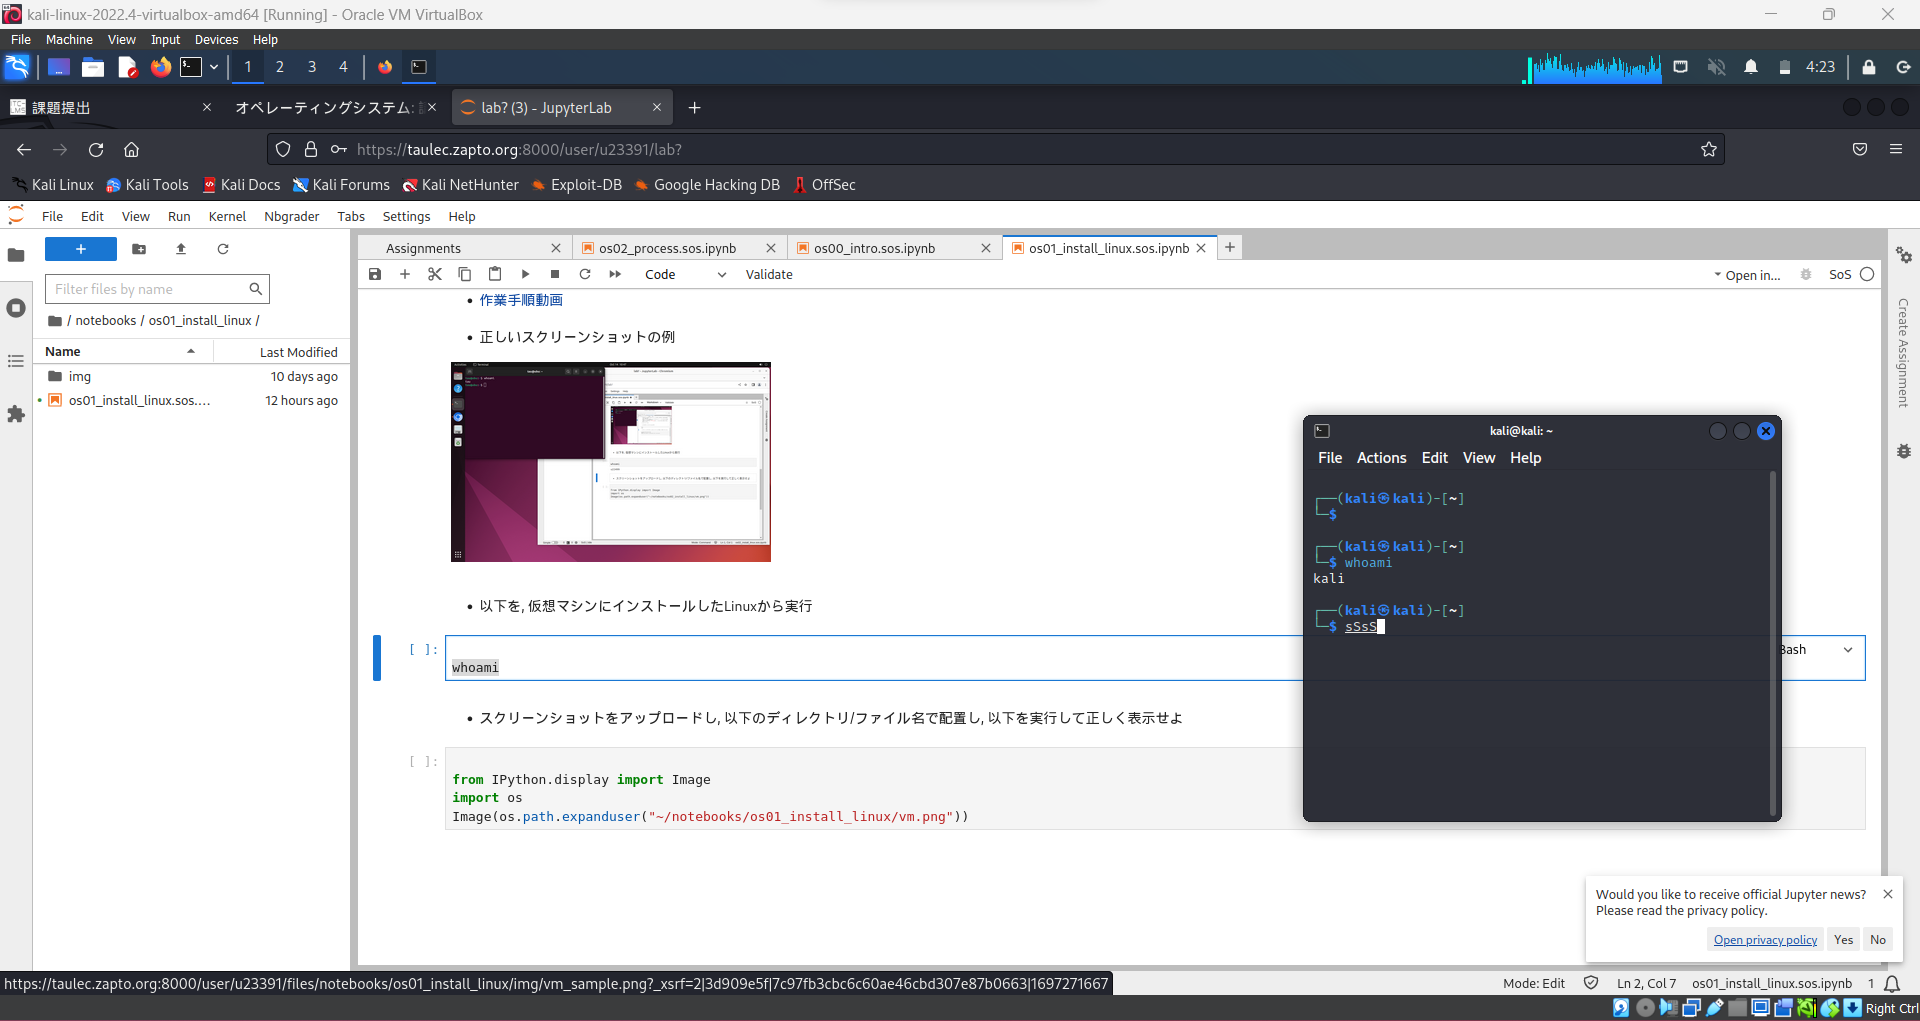 kali-linux-2022.4-virtualbox-amd64 [Running] - Oracle VM VirtualBox
File Machine View Input Devices Help
1 2 3 4
4:23
課題提出
オペレーティングシステム:
lab? (3) - JupyterLab
https://taulec.zapto.org:8000/user/u23391/lab?
Kali Linux Kali Tools Kali Docs Kali Forums Kali NetHunter Exploit-DB Google Hacking DB OffSec
File Edit View Run Kernel Nbgrader Tabs Settings Help
Assignments
os02_process.sos.ipynb
os00_intro.sos.ipynb
os01_install_linux.sos.ipynb
Code
Validate
Open in...
SoS
Filter files by name
/ notebooks / os01_install_linux /
Name Last Modified
img 10 days ago
os01_install_linux.sos.... 12 hours ago
• 作業手順動画
• 正しいスクリーンショットの例
• 以下を, 仮想マシンにインストールしたLinuxから実行
[ ]:
whoami
Bash
• スクリーンショットをアップロードし, 以下のディレクトリ/ファイル名で配置し, 以下を実行して正しく表示せよ
[ ]:
from IPython.display import Image
import os
Image(os.path.expanduser("~/notebooks/os01_install_linux/vm.png"))
kali@kali: ~
File Actions Edit View Help
┌──(kali㉿kali)-[~]
└─$
┌──(kali㉿kali)-[~]
└─$ whoami
kali
┌──(kali㉿kali)-[~]
└─$ sSsS
Create Assignment
Would you like to receive official Jupyter news?
Please read the privacy policy.
Open privacy policy Yes No
https://taulec.zapto.org:8000/user/u23391/files/notebooks/os01_install_linux/img/vm_sample.png?_xsrf=2|3d909e5f|7c97fb3cbc6c60ae46cbd307e87b0663|1697271667
Mode: Edit
Ln 2, Col 7
os01_install_linux.sos.ipynb
1
Right Ctrl